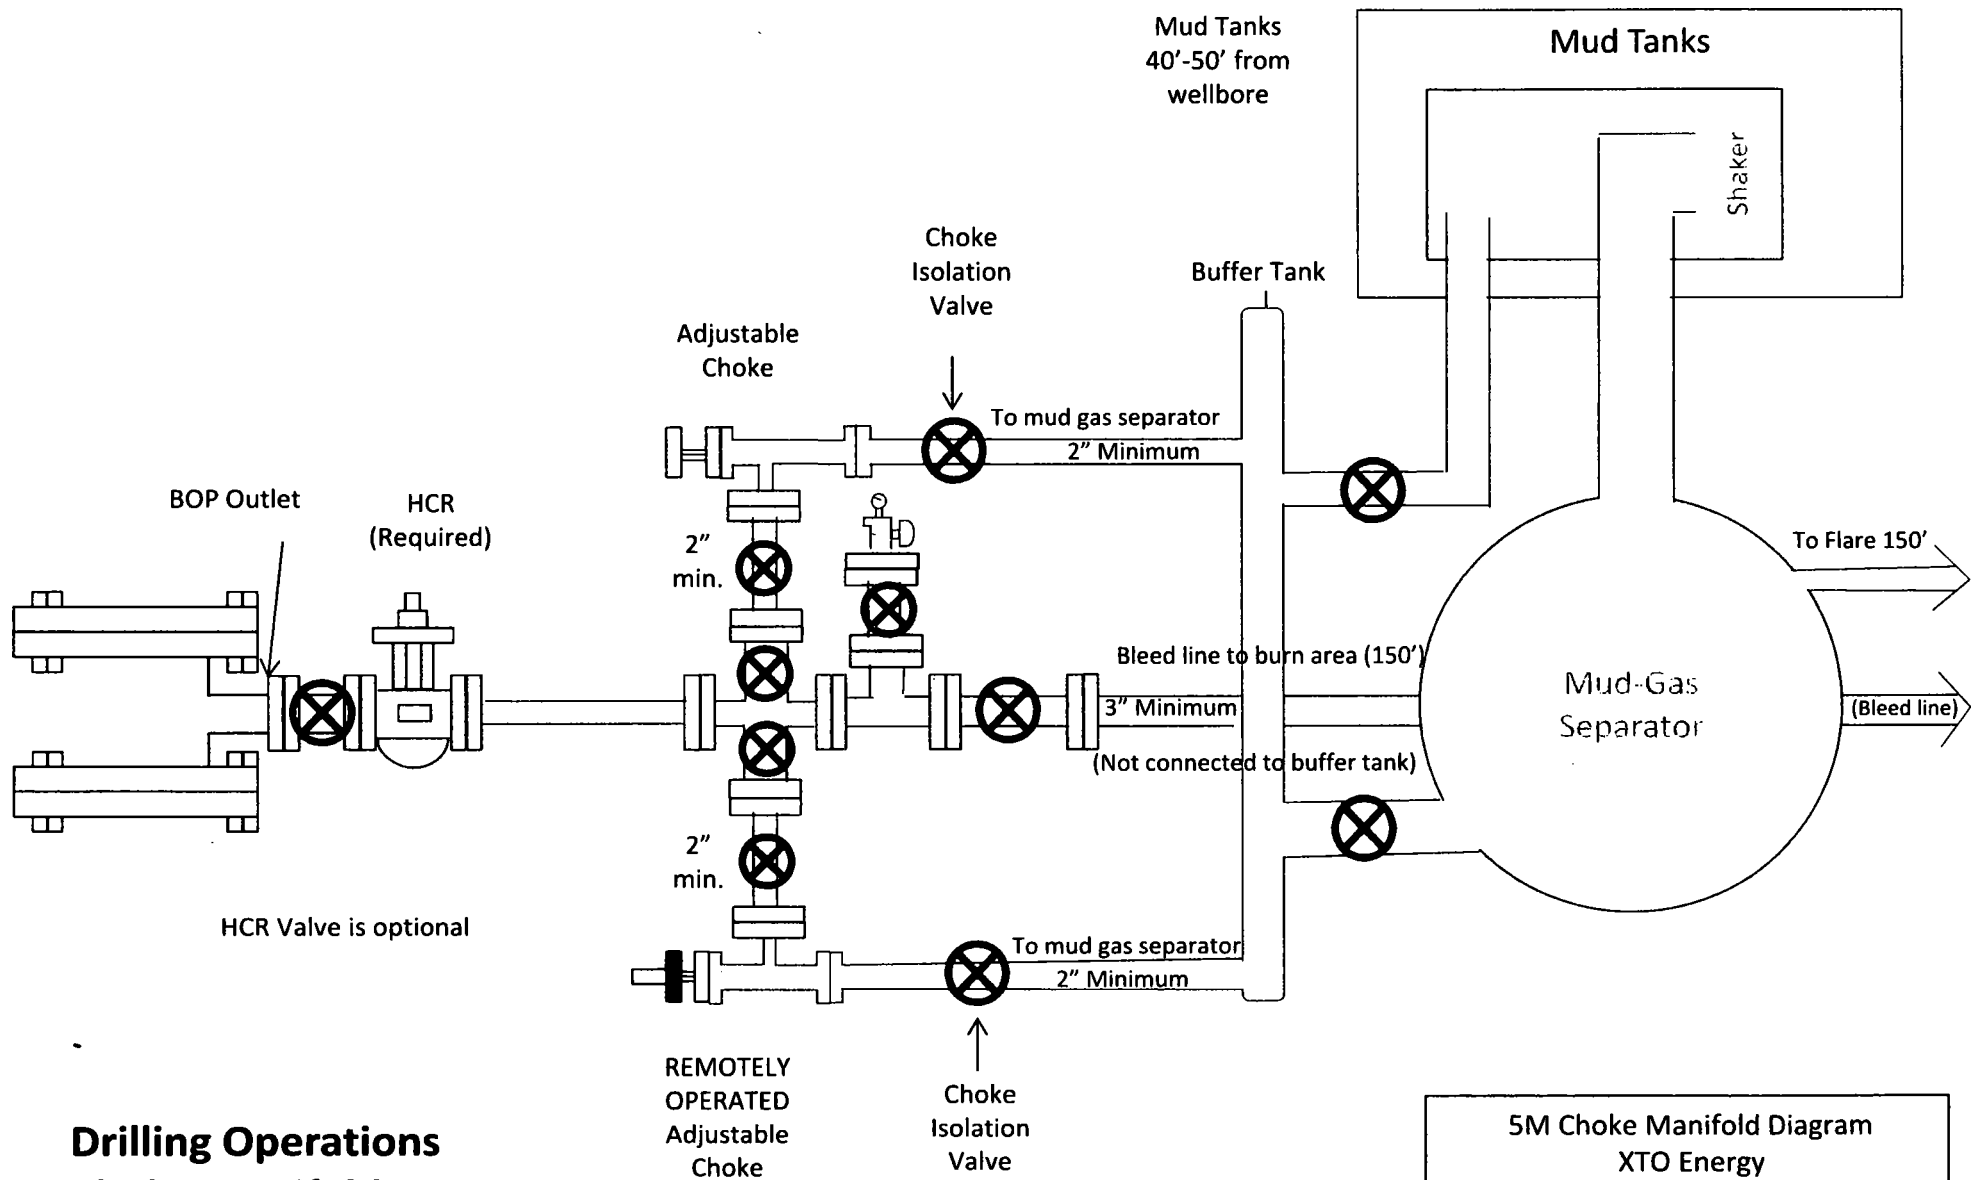 Mud Tanks
40’-50’ from
wellbore
Mud Tanks
Shaker
Choke
Isolation
Valve
Buffer Tank
Adjustable
Choke
To mud gas separator
2” Minimum
BOP Outlet
HCR
(Required)
2”
min.
To Flare 150’
Bleed line to burn area (150’)
3” Minimum
(Not connected to buffer tank)
Mud-Gas
Separator
(Bleed line)
2”
min.
HCR Valve is optional
To mud gas separator
2” Minimum
REMOTELY
OPERATED
Adjustable
Choke
Choke
Isolation
Valve
Drilling Operations
5M Choke Manifold Diagram
XTO Energy